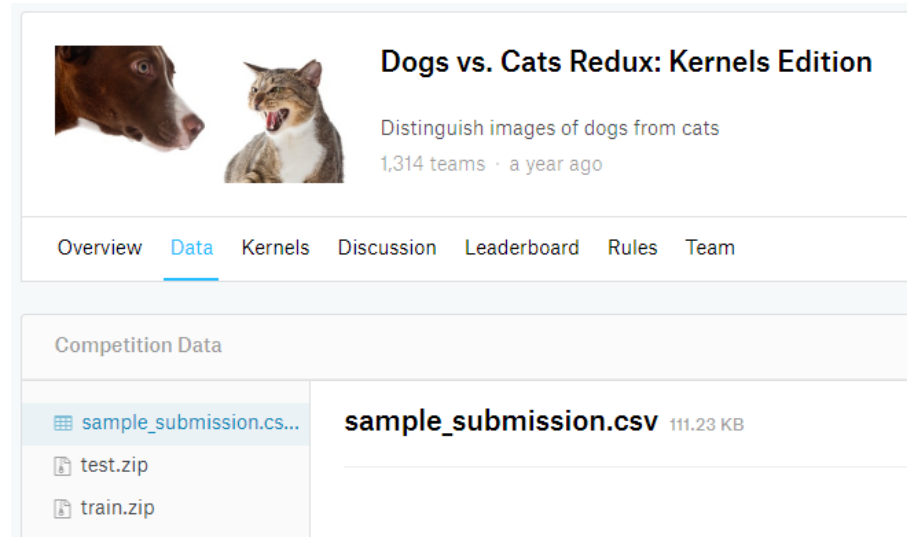 Dogs vs. Cats Redux: Kernels Edition
Distinguish images of dogs from cats
1,314 teams · a year ago
Overview Data Kernels Discussion Leaderboard Rules Team
Competition Data
sample_submission.cs...
test.zip
train.zip
sample_submission.csv 111.23 KB